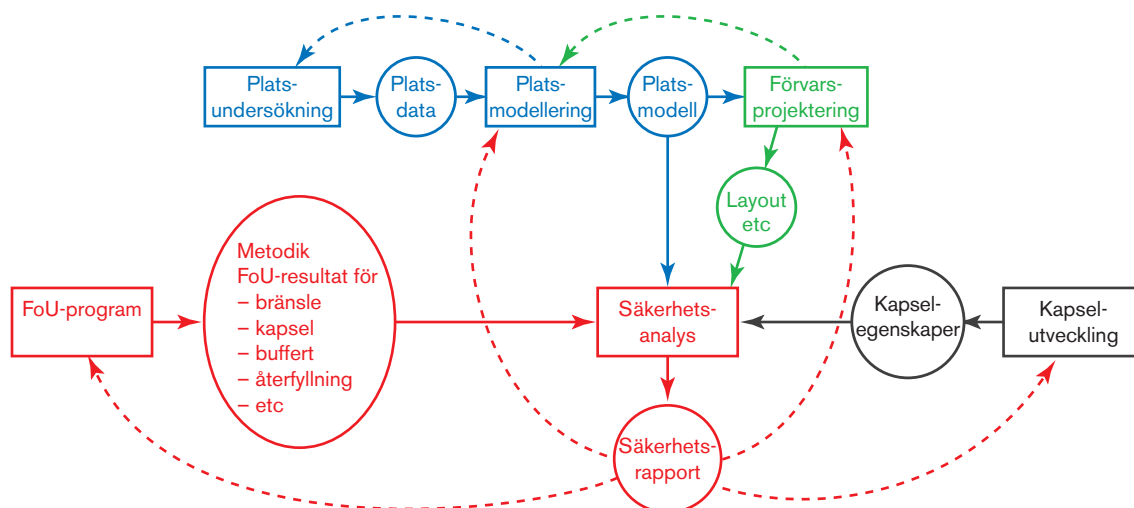 Plats-
undersökning
Plats-
data
Plats-
modellering
Plats-
modell
Förvars-
projektering
Layout
etc
Metodik
FoU-resultat för
– bränsle
– kapsel
– buffert
– återfyllning
– etc
FoU-program
Säkerhets-
analys
Kapsel-
egenskaper
Kapsel-
utveckling
Säkerhets-
rapport